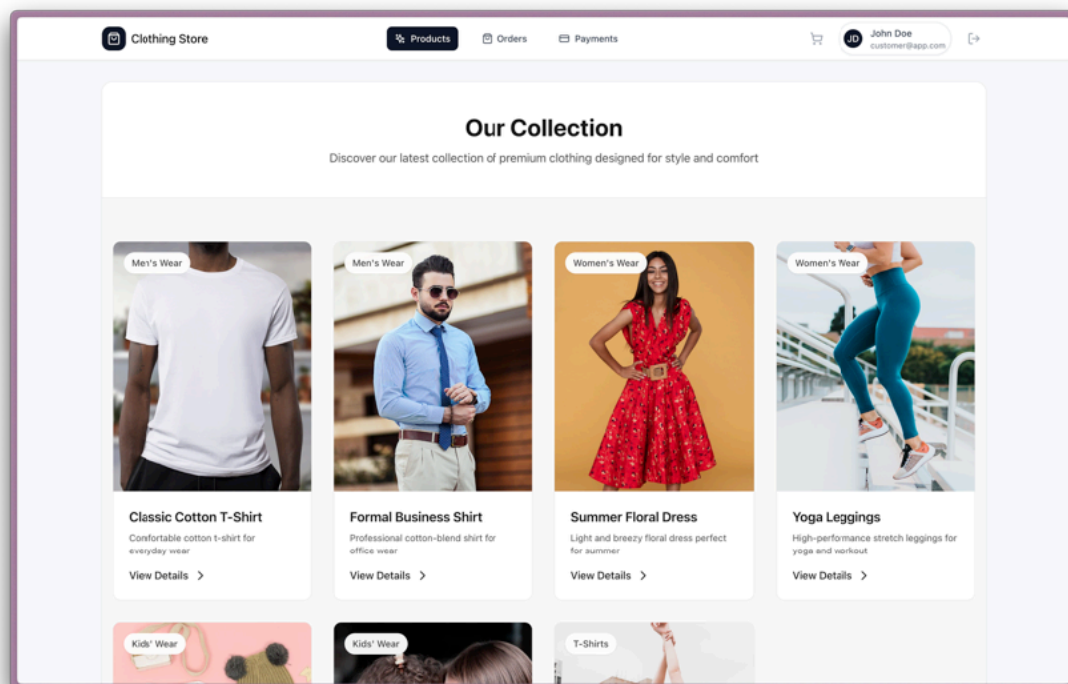 Clothing Store
Products
Orders
Payments
JD
John Doe
customer@app.com
Our Collection
Discover our latest collection of premium clothing designed for style and comfort
Men's Wear
Men's Wear
Women's Wear
Women's Wear
Classic Cotton T-Shirt
Comfortable cotton t-shirt for
everyday wear
View Details
Formal Business Shirt
Professional cotton-blend shirt for
office wear
View Details
Summer Floral Dress
Light and breezy floral dress perfect
for summer
View Details
Yoga Leggings
High-performance stretch leggings for
yoga and workout
View Details
Kids' Wear
Kids' Wear
T-Shirts